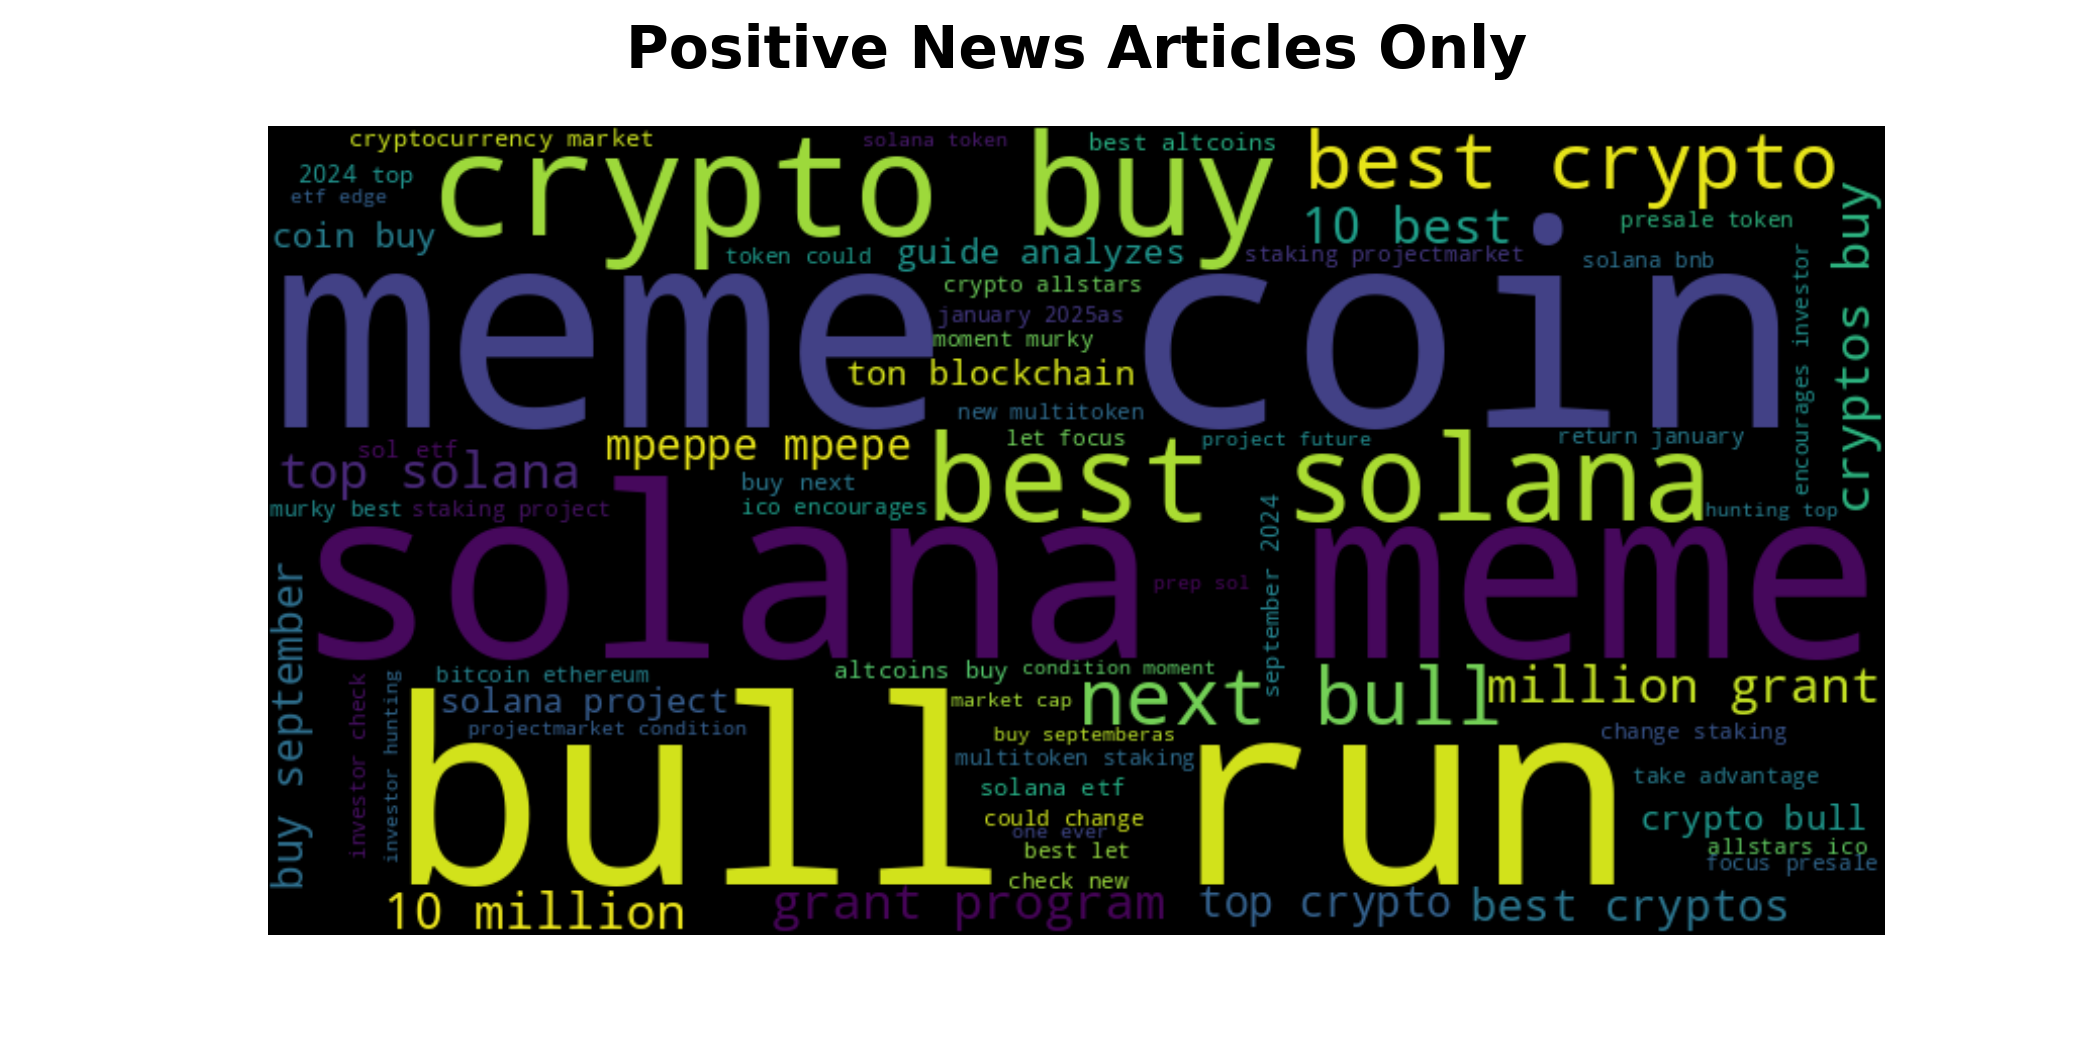 Positive News Articles Only
cryptocurrency market
solana token
best altcoins
best crypto
2024 top
etf edge
crypto buy
coin buy
10 best
presale token
cryptos buy
token could
guide analyzes
staking projectmarket
solana bnb
encourages investor
crypto allstars
meme coin
january 2025as
moment murky
ton blockchain
new multitoken
sol etf
top solana
mpeppe mpepe
let focus
project future
return january
best solana
buy next
murky best
staking project
ico encourages
hunting top
september 2024
solana meme
prep sol
buy september
investor check
investor hunting
bitcoin ethereum
altcoins buy
condition moment
solana project
market cap
next bull
million grant
projectmarket condition
buy septemberas
change staking
bull run
multitoken staking
take advantage
solana etf
could change
crypto bull
one ever
best let
allstars ico
focus presale
check new
10 million
grant program
top crypto
best cryptos